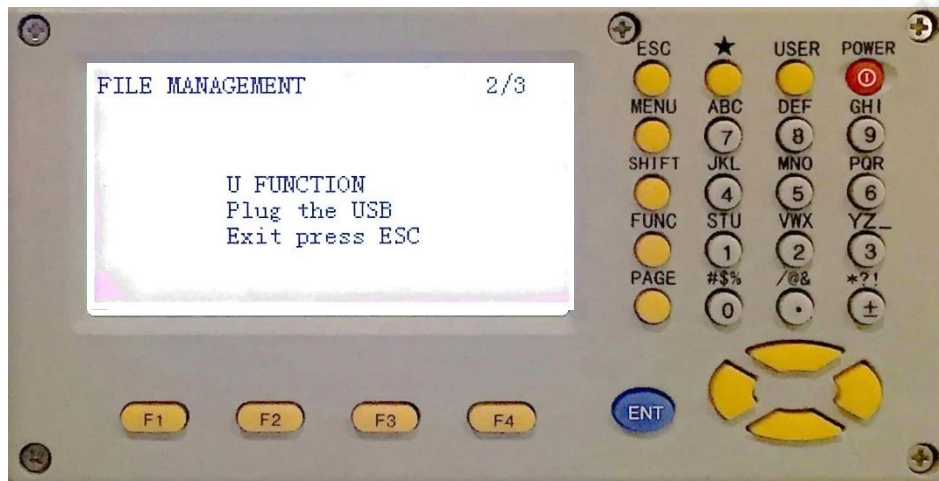 FILE MANAGEMENT 2/3
U FUNCTION
Plug the USB
Exit press ESC
ESC ★ USER POWER
MENU ABC DEF GHI
7 8 9
SHIFT JKL MNO PQR
4 5 6
FUNC STU VWX YZ_
1 2 3
PAGE #$% /@& *?!
0 • ±
F1 F2 F3 F4 ENT